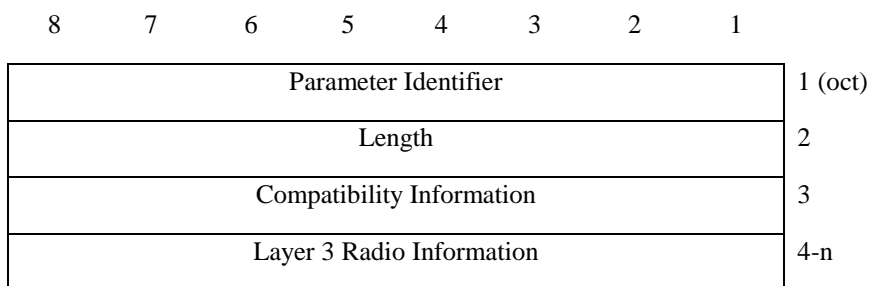 8 7 6 5 4 3 2 1
Parameter Identifier 1 (oct)
Length 2
Compatibility Information 3
Layer 3 Radio Information 4-n